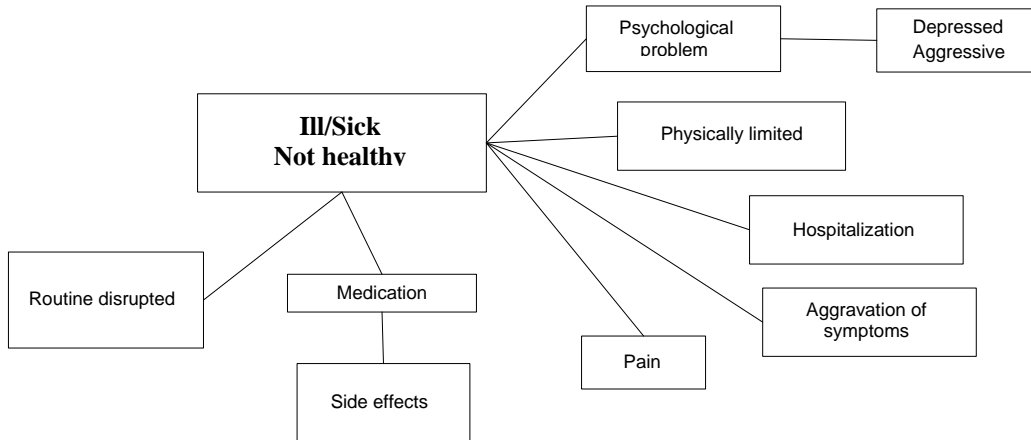 Psychological
problem
Depressed
Aggressive
Ill/Sick
Not healthy
Physically limited
Hospitalization
Routine disrupted
Medication
Aggravation of
symptoms
Pain
Side effects